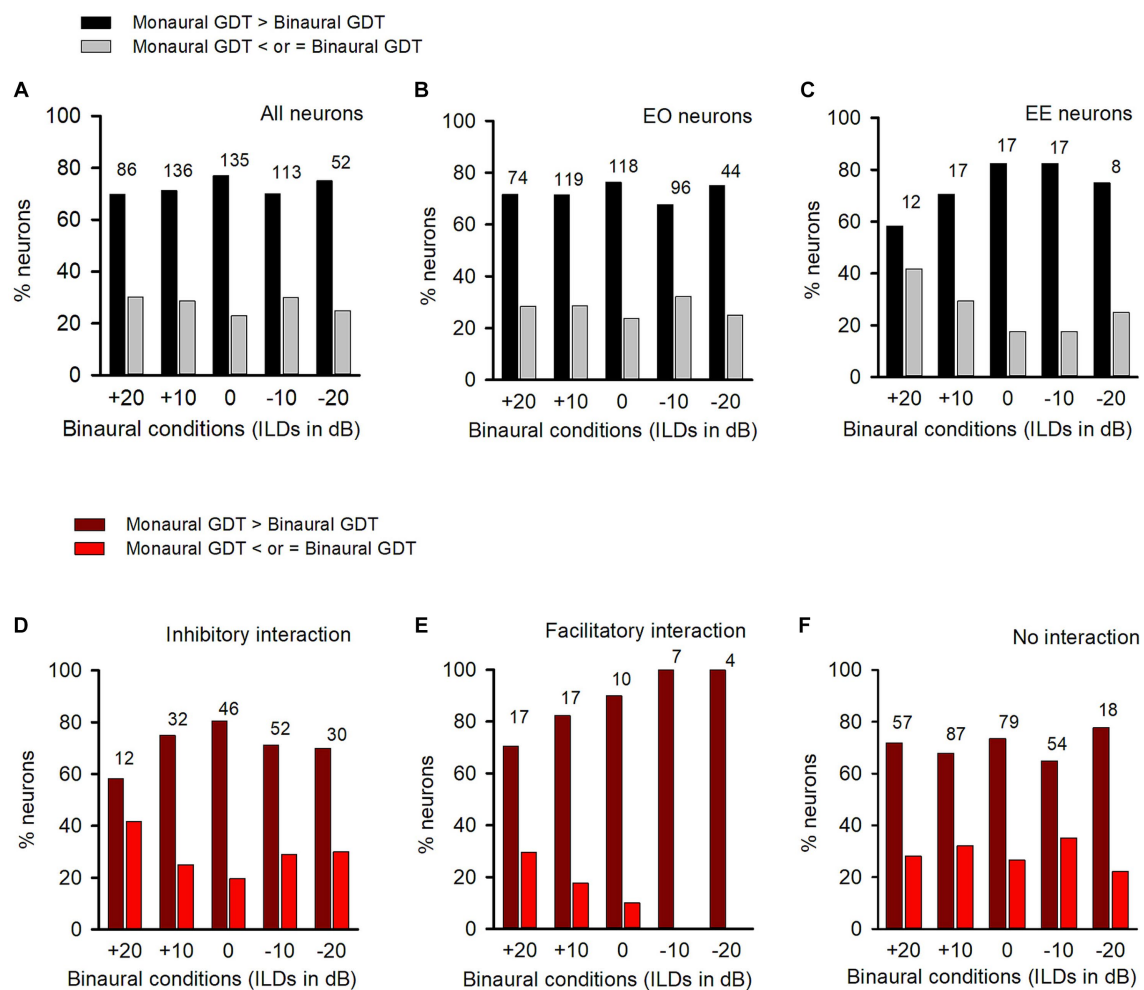 Monaural GDT > Binaural GDT
Monaural GDT < or = Binaural GDT
A
All neurons
100
80
60
40
20
0
% neurons
86
136
135
113
52
+20 +10 0 -10 -20
Binaural conditions (ILDs in dB)
B
EO neurons
100
80
60
40
20
0
% neurons
74
119
118
96
44
+20 +10 0 -10 -20
Binaural conditions (ILDs in dB)
C
EE neurons
100
80
60
40
20
0
% neurons
12
17
17
17
8
+20 +10 0 -10 -20
Binaural conditions (ILDs in dB)
Monaural GDT > Binaural GDT
Monaural GDT < or = Binaural GDT
D
Inhibitory interaction
100
80
60
40
20
0
% neurons
12
32
46
52
30
+20 +10 0 -10 -20
Binaural conditions (ILDs in dB)
E
Facilitatory interaction
100
80
60
40
20
0
% neurons
17
17
10
7
4
+20 +10 0 -10 -20
Binaural conditions (ILDs in dB)
F
No interaction
100
80
60
40
20
0
% neurons
57
87
79
54
18
+20 +10 0 -10 -20
Binaural conditions (ILDs in dB)